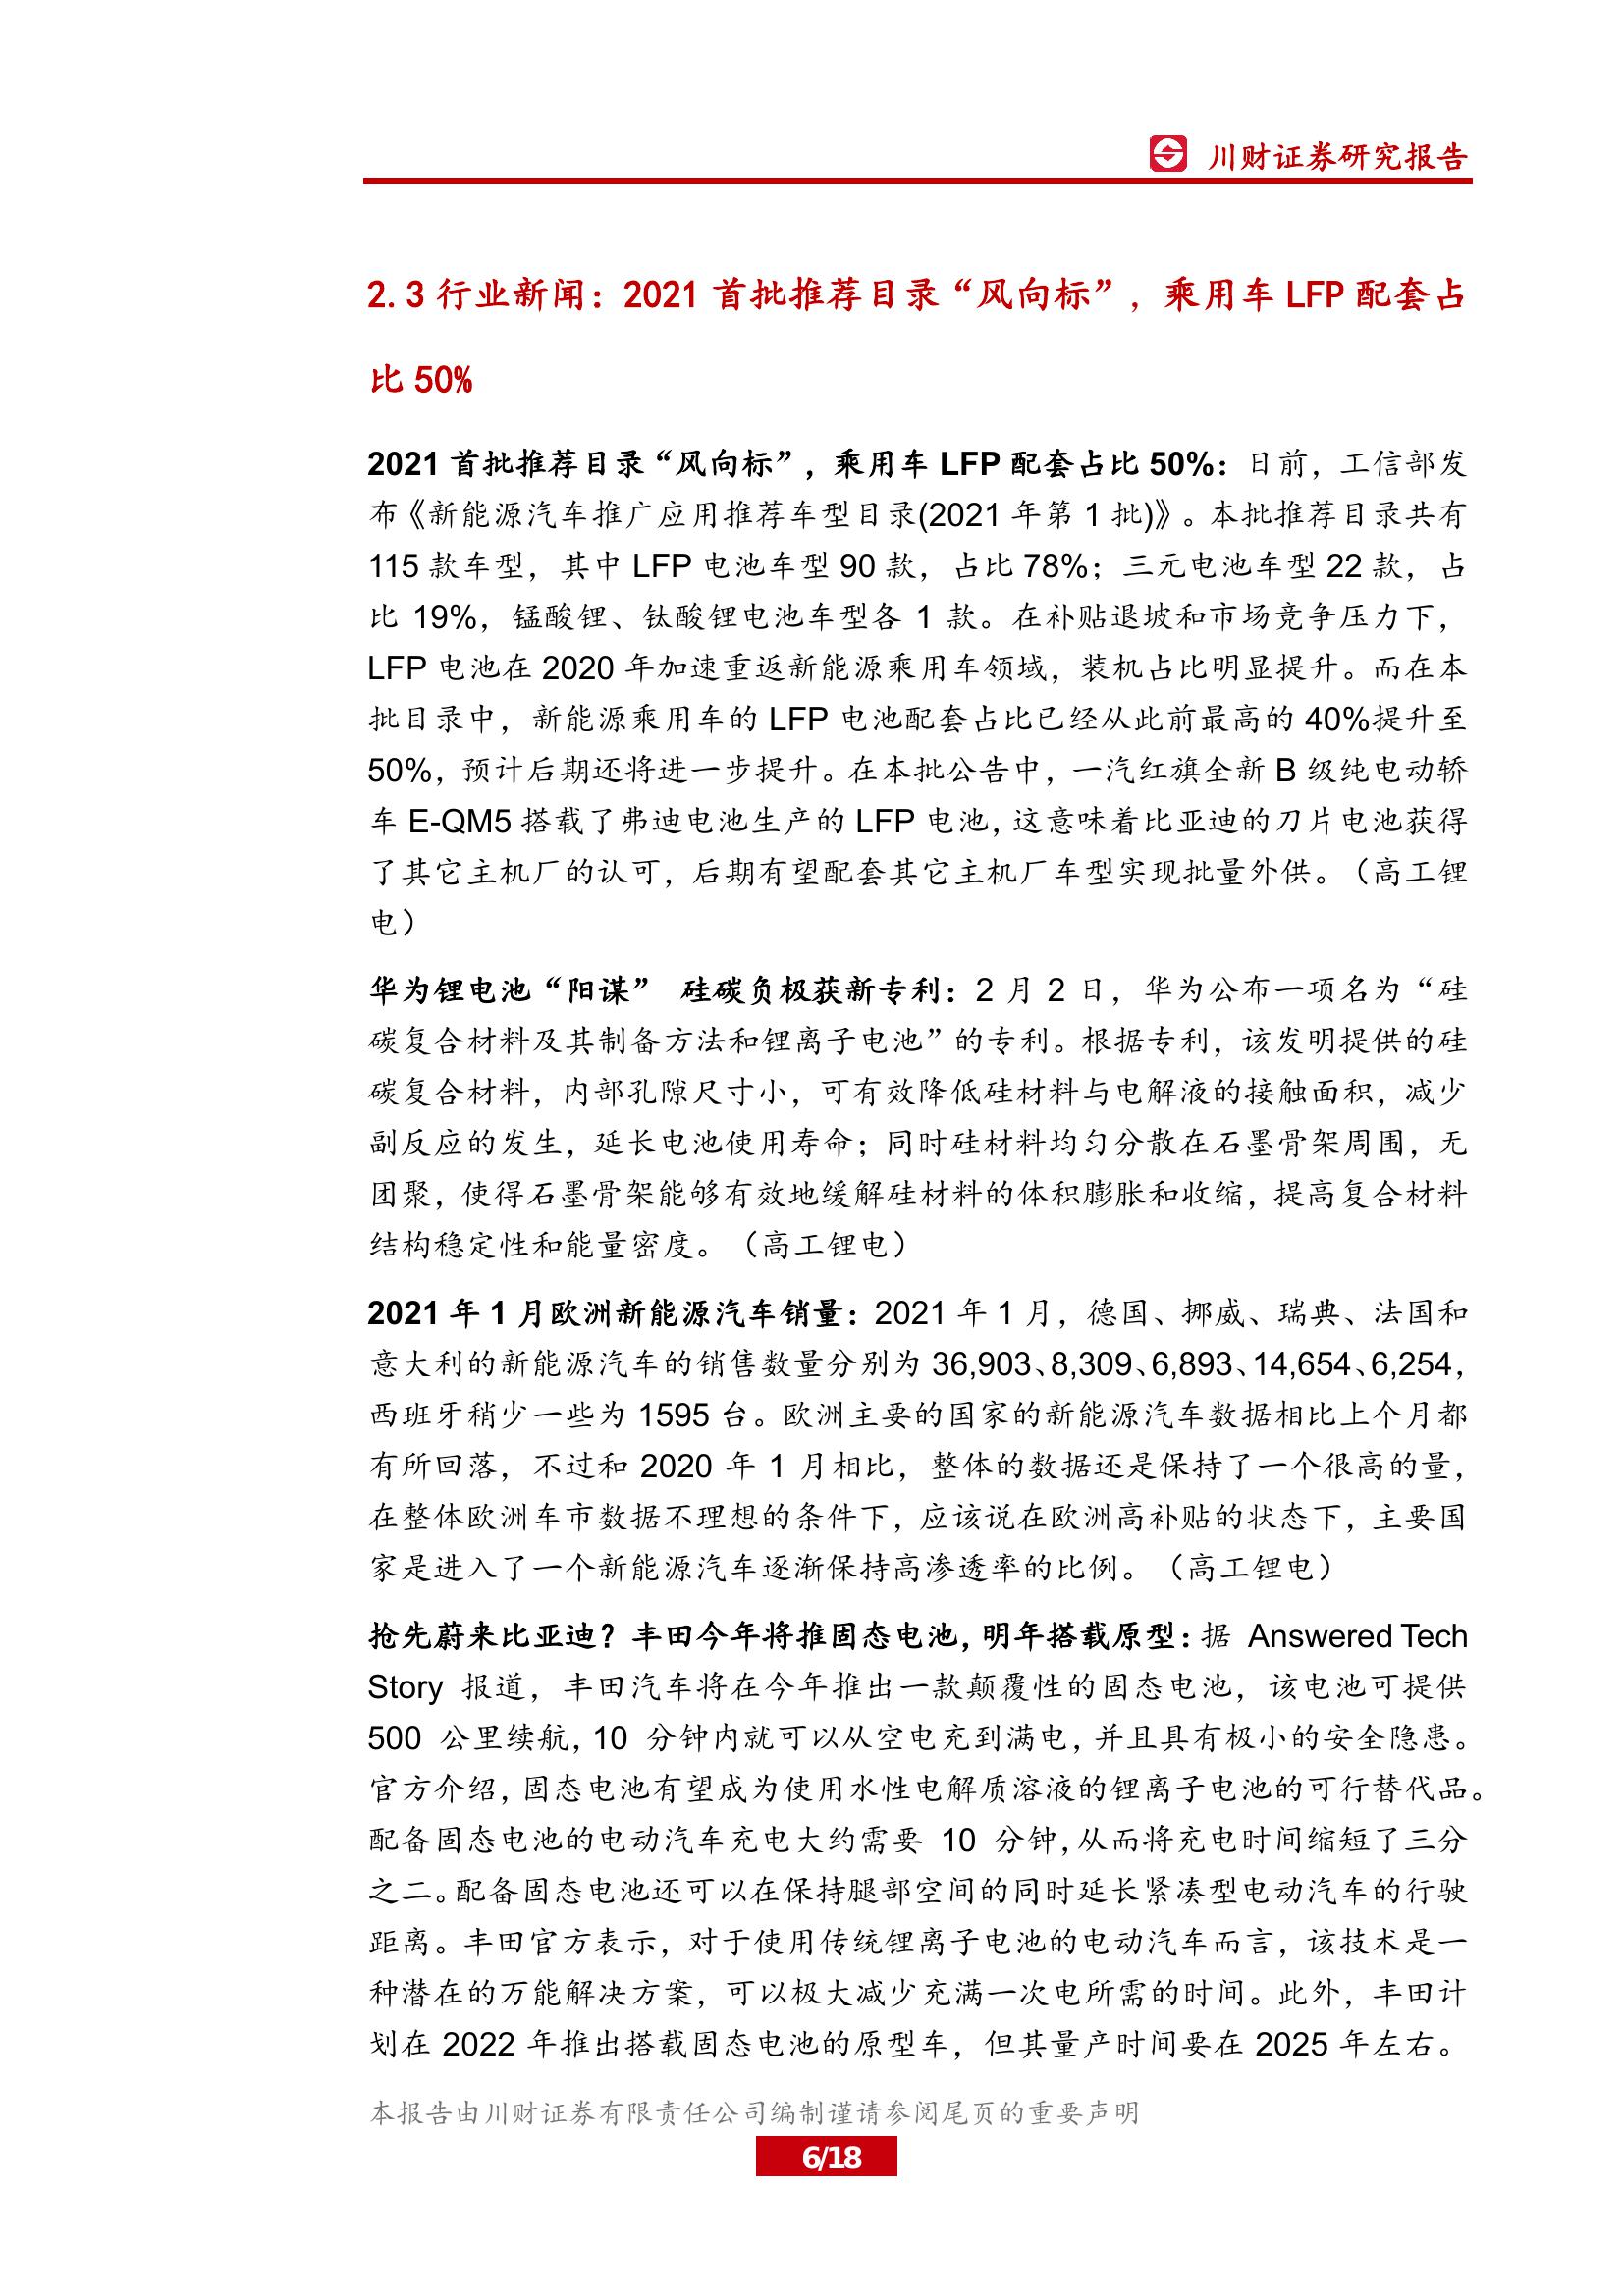 川财证券研究报告
2.3 行业新闻：2021 首批推荐目录“风向标”，乘用车 LFP 配套占
比 50%
2021 首批推荐目录“风向标”，乘用车 LFP 配套占比 50%：日前，工信部发
布《新能源汽车推广应用推荐车型目录(2021 年第 1 批)》。本批推荐目录共有
115 款车型，其中 LFP 电池车型 90 款，占比 78%；三元电池车型 22 款，占
比 19%，锰酸锂、钛酸锂电池车型各 1 款。在补贴退坡和市场竞争压力下，
LFP 电池在 2020 年加速重返新能源乘用车领域，装机占比明显提升。而在本
批目录中，新能源乘用车的 LFP 电池配套占比已经从此前最高的 40%提升至
50%，预计后期还将进一步提升。在本批公告中，一汽红旗全新 B 级纯电动轿
车 E-QM5 搭载了弗迪电池生产的 LFP 电池，这意味着比亚迪的刀片电池获得
了其它主机厂的认可，后期有望配套其它主机厂车型实现批量外供。（高工锂
电）
华为锂电池“阳谋” 硅碳负极获新专利：2 月 2 日，华为公布一项名为“硅
碳复合材料及其制备方法和锂离子电池”的专利。根据专利，该发明提供的硅
碳复合材料，内部孔隙尺寸小，可有效降低硅材料与电解液的接触面积，减少
副反应的发生，延长电池使用寿命；同时硅材料均匀分散在石墨骨架周围，无
团聚，使得石墨骨架能够有效地缓解硅材料的体积膨胀和收缩，提高复合材料
结构稳定性和能量密度。（高工锂电）
2021 年 1 月欧洲新能源汽车销量：2021 年 1 月，德国、挪威、瑞典、法国和
意大利的新能源汽车的销售数量分别为 36,903、8,309、6,893、14,654、6,254，
西班牙稍少一些为 1595 台。欧洲主要的国家的新能源汽车数据相比上个月都
有所回落，不过和 2020 年 1 月相比，整体的数据还是保持了一个很高的量，
在整体欧洲车市数据不理想的条件下，应该说在欧洲高补贴的状态下，主要国
家是进入了一个新能源汽车逐渐保持高渗透率的比例。（高工锂电）
抢先蔚来比亚迪？丰田今年将推固态电池，明年搭载原型：据 Answered Tech
Story 报道，丰田汽车将在今年推出一款颠覆性的固态电池，该电池可提供
500 公里续航，10 分钟内就可以从空电充到满电，并且具有极小的安全隐患。
官方介绍，固态电池有望成为使用水性电解质溶液的锂离子电池的可行替代品。
配备固态电池的电动汽车充电大约需要 10 分钟，从而将充电时间缩短了三分
之二。配备固态电池还可以在保持腿部空间的同时延长紧凑型电动汽车的行驶
距离。丰田官方表示，对于使用传统锂离子电池的电动汽车而言，该技术是一
种潜在的万能解决方案，可以极大减少充满一次电所需的时间。此外，丰田计
划在 2022 年推出搭载固态电池的原型车，但其量产时间要在 2025 年左右。
本报告由川财证券有限责任公司编制谨请参阅尾页的重要声明
6/18